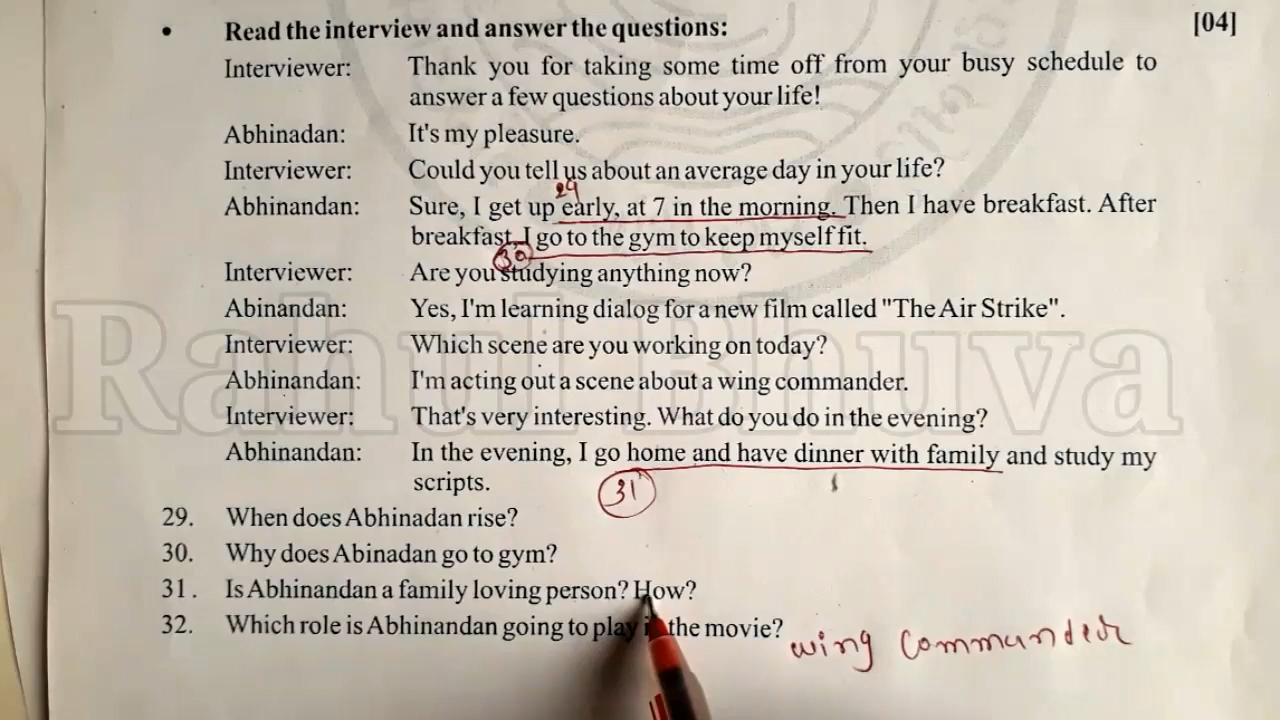 • Read the interview and answer the questions: [04]
Interviewer: Thank you for taking some time off from your busy schedule to
answer a few questions about your life!
Abhinadan: It's my pleasure.
Interviewer: Could you tell us about an average day in your life?
29
Abhinandan: Sure, I get up early, at 7 in the morning. Then I have breakfast. After
breakfast, I go to the gym to keep myself fit.
30
Interviewer: Are you studying anything now?
Abinandan: Yes, I'm learning dialog for a new film called "The Air Strike".
Rahul Bhuva
Interviewer: Which scene are you working on today?
Abhinandan: I'm acting out a scene about a wing commander.
Interviewer: That's very interesting. What do you do in the evening?
Abhinandan: In the evening, I go home and have dinner with family and study my
scripts.
31
29. When does Abhinadan rise?
30. Why does Abinadan go to gym?
31. Is Abhinandan a family loving person? How?
32. Which role is Abhinandan going to play in the movie?
wing commander